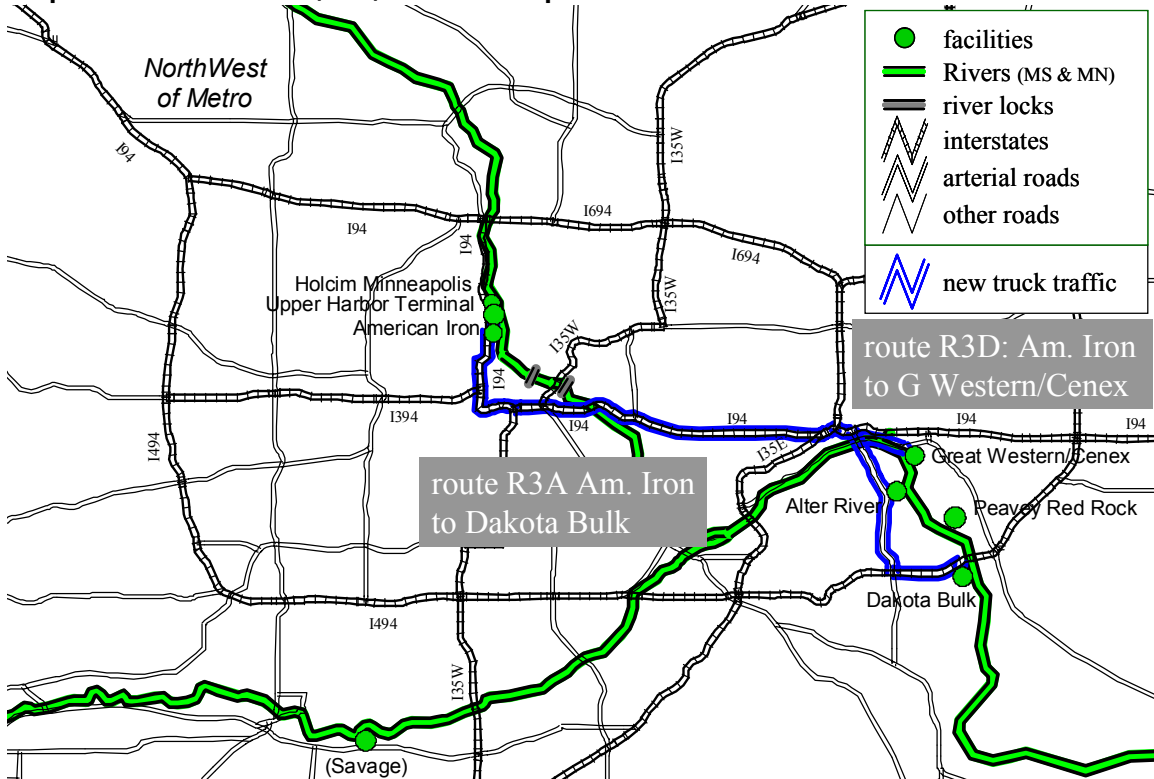 NorthWest
of Metro
facilities
Rivers (MS & MN)
river locks
interstates
arterial roads
other roads
new truck traffic
I94
I35W
I694
I94
I94
I694
I35W
Holcim Minneapolis
Upper Harbor Terminal
American Iron
I35W
route R3D: Am. Iron
to G Western/Cenex
I94
I394
I94
I94
I94
I94
I494
I35E
Great Western/Cenex
route R3A Am. Iron
to Dakota Bulk
Alter River
Peavey Red Rock
Dakota Bulk
I494
I35W
(Savage)